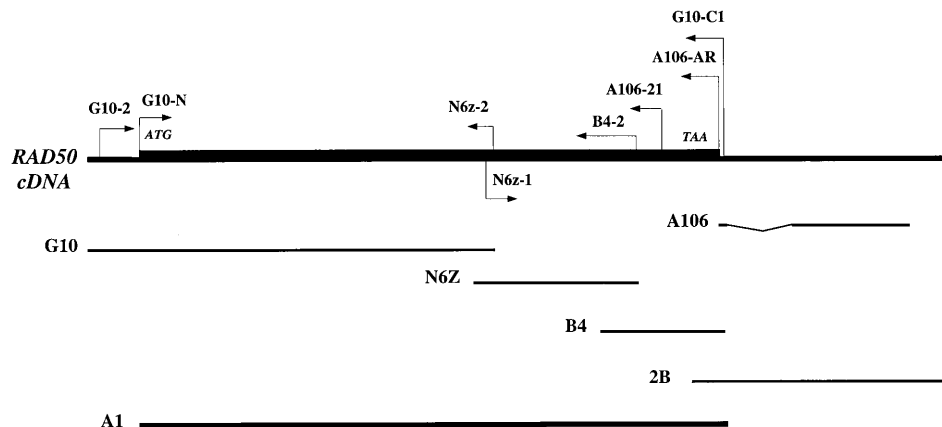 G10-C1
A106-AR
A106-21
G10-2
G10-N
N6z-2
B4-2
ATG
TAA
RAD50
cDNA
N6z-1
A106
G10
N6Z
B4
2B
A1